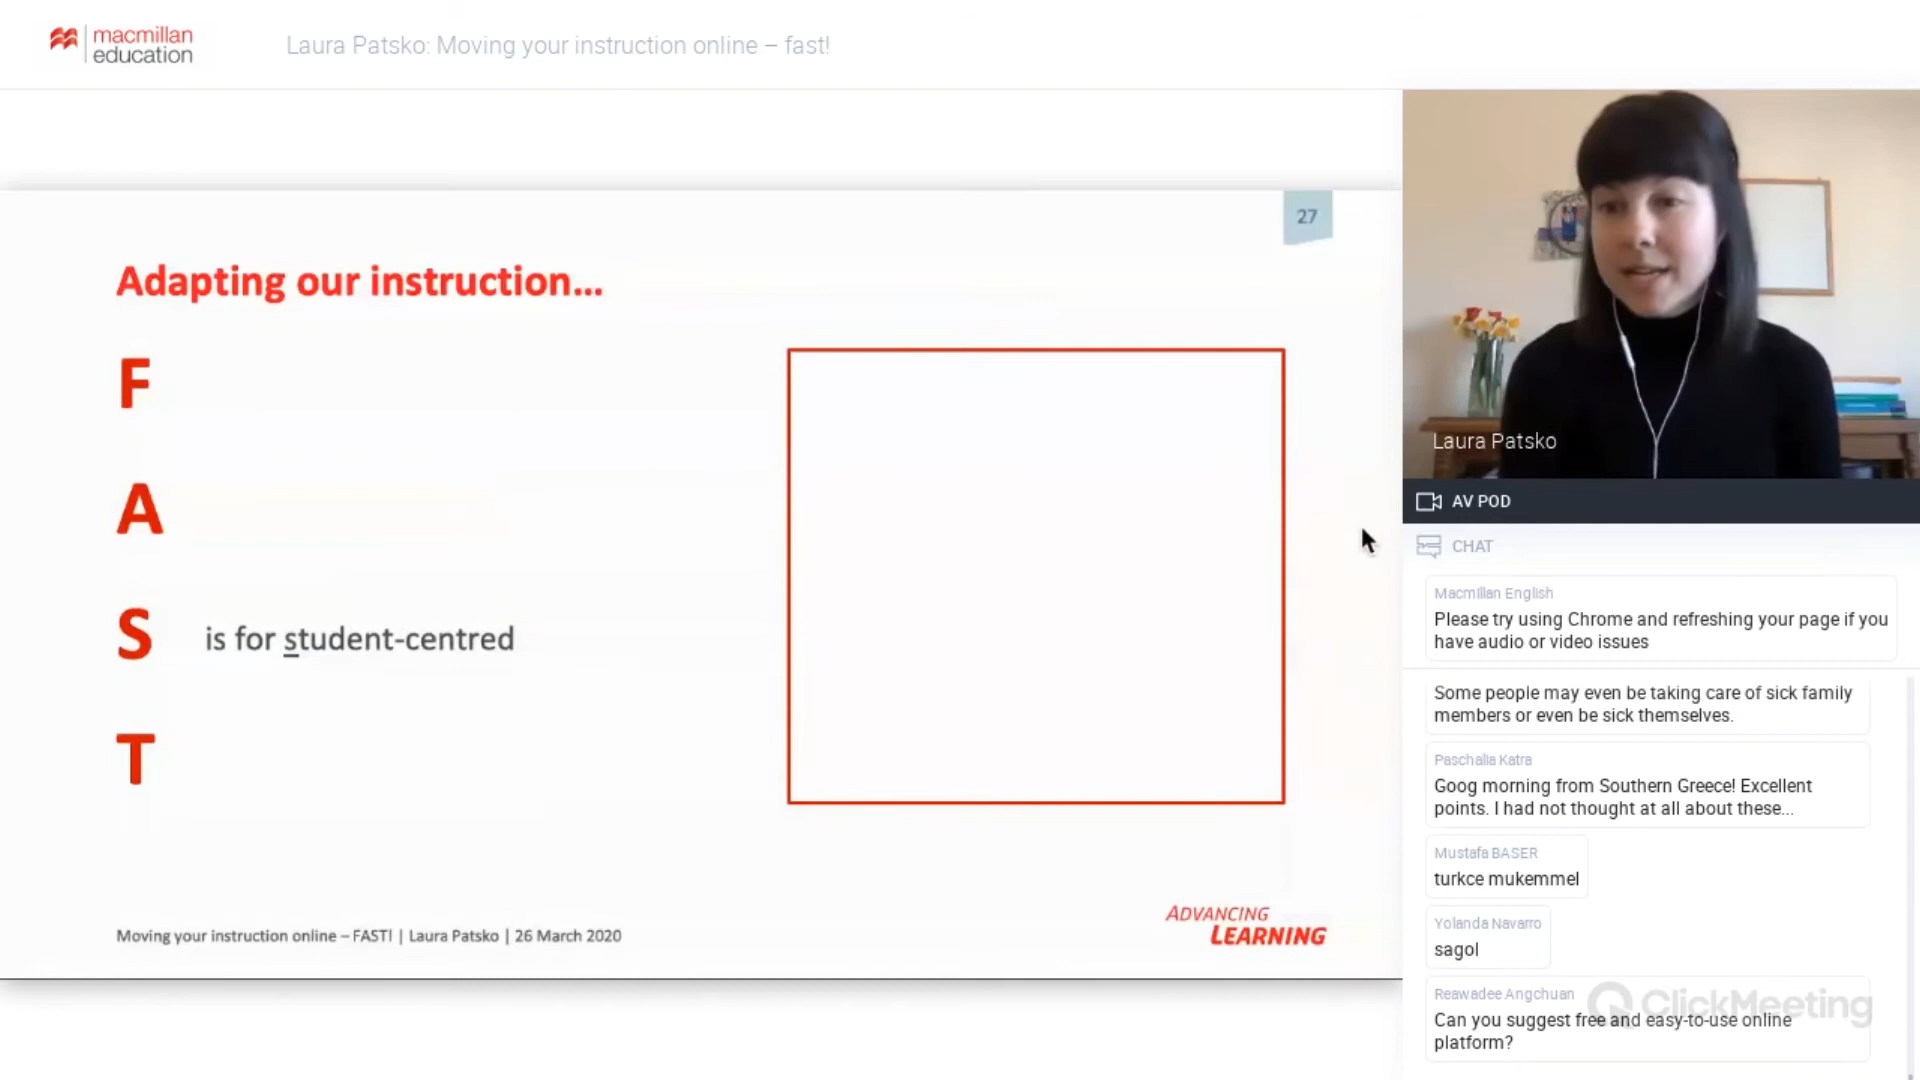 macmillan
education
Laura Patsko: Moving your instruction online – fast!
27
Adapting our instruction...
F
A
S is for student-centred
T
Moving your instruction online – FAST! | Laura Patsko | 26 March 2020
ADVANCING
LEARNING
Laura Patsko
AV POD
CHAT
Macmillan English
Please try using Chrome and refreshing your page if you
have audio or video issues
Some people may even be taking care of sick family
members or even be sick themselves.
Paschalia Katra
Goog morning from Southern Greece! Excellent
points. I had not thought at all about these...
Mustafa BASER
turkce mukemmel
Yolanda Navarro
sagol
Reawadee Angchuan
Can you suggest free and easy-to-use online
platform?
ClickMeeting